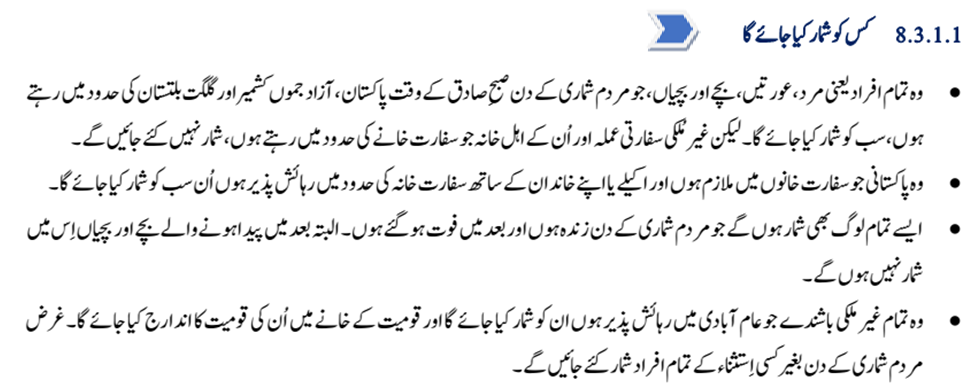 8.3.1.1 کس کو شمار کیا جائے گا
• وہ تمام افراد یعنی مرد، عورتیں، بچے اور بچیاں، جو مردم شماری کے دن صبح صادق کے وقت پاکستان، آزاد جموں کشمیر اور گلگت بلتستان کی حدود میں رہتے
ہوں، سب کو شمار کیا جائے گا۔ لیکن غیر مُلکی سفارتی عملہ اور اُن کے اہل خانہ جو سفارت خانے کی حدود میں رہتے ہوں، شمار نہیں کئے جائیں گے۔
• وہ پاکستانی جو سفارت خانوں میں ملازم ہوں اور اکیلے یا اپنے خاندان کے ساتھ سفارت خانہ کی حدود میں رہائش پذیر ہوں اُن سب کو شمار کیا جائے گا۔
• ایسے تمام لوگ بھی شمار ہوں گے جو مردم شماری کے دن زندہ ہوں اور بعد میں فوت ہو گئے ہوں۔ البتہ بعد میں پیدا ہونے والے بچے اور بچیاں اِس میں
شمار نہیں ہوں گے۔
• وہ تمام غیر ملکی باشندے جو عام آبادی میں رہائش پذیر ہوں ان کو شمار کیا جائے گا اور قومیت کے خانے میں اُن کی قومیت کا اندارج کیا جائے گا۔ غرض
مردم شماری کے دن بغیر کسی اِستثناء کے تمام افراد شمار کئے جائیں گے۔